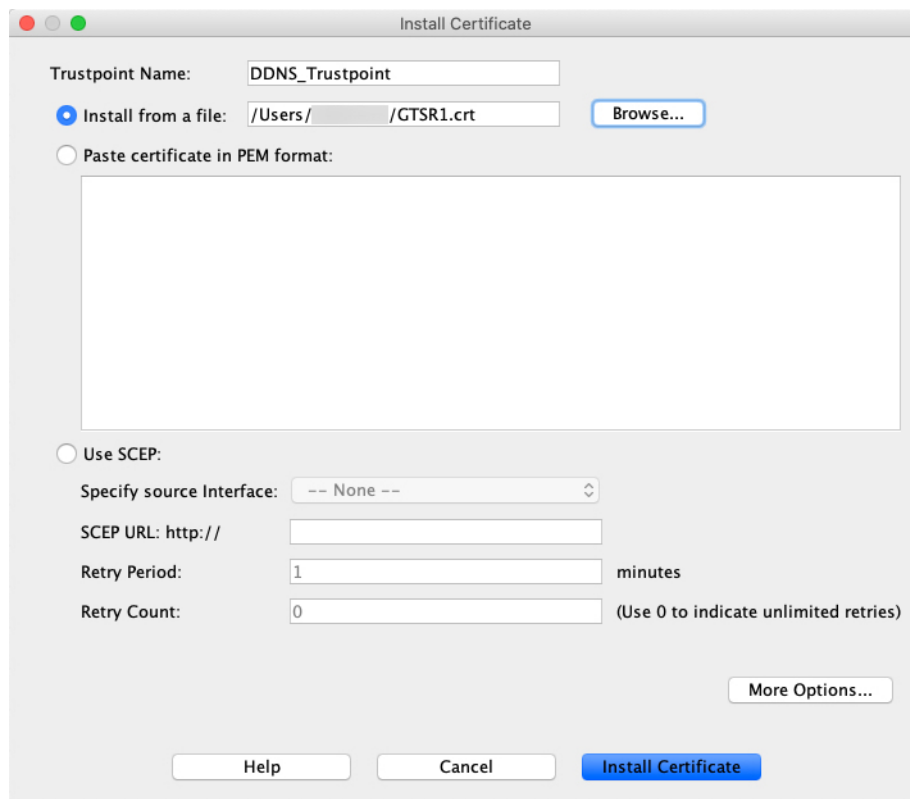 Install Certificate
Trustpoint Name: DDNS_Trustpoint
Install from a file: /Users/ /GTSR1.crt Browse...
Paste certificate in PEM format:
Use SCEP:
Specify source Interface: -- None --
SCEP URL: http://
Retry Period: 1 minutes
Retry Count: 0 (Use 0 to indicate unlimited retries)
More Options...
Help Cancel Install Certificate